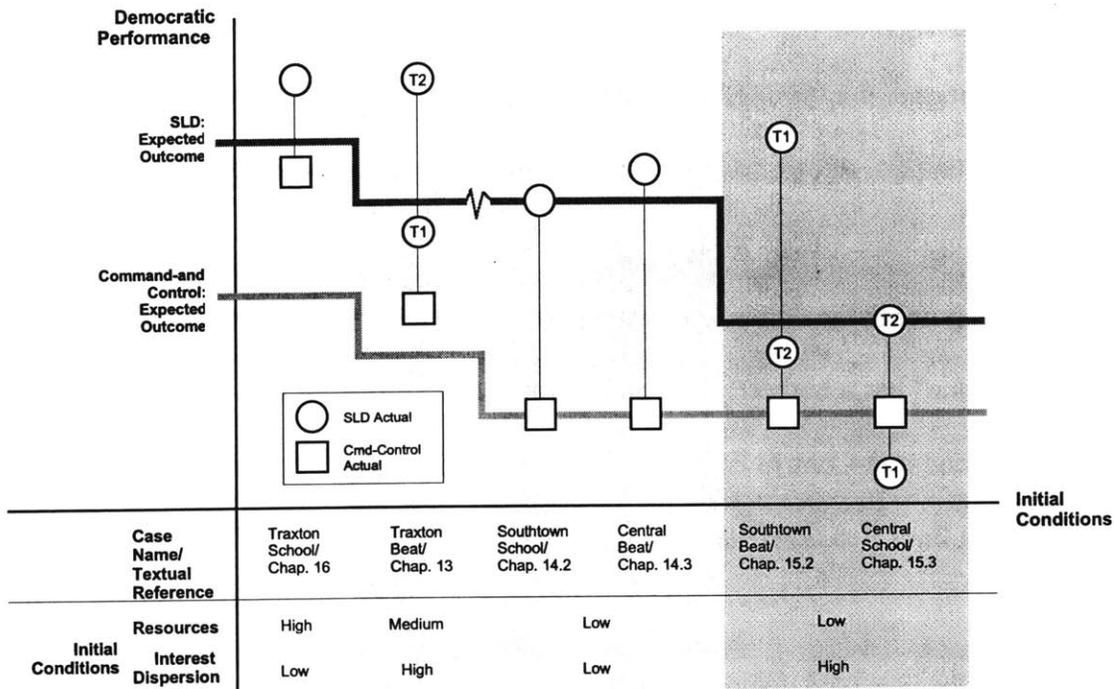 Democratic
Performance
T2
T1
SLD:
Expected
Outcome
T1
Command-and
Control:
Expected
Outcome
T2
T2
SLD Actual
Cmd-Control
Actual
T1
Initial
Conditions
Case
Name/
Textual
Reference
Traxton
School/
Chap. 16
Traxton
Beat/
Chap. 13
Southtown
School/
Chap. 14.2
Central
Beat/
Chap. 14.3
Southtown
Beat/
Chap. 15.2
Central
School/
Chap. 15.3
Initial
Conditions
Resources
High
Medium
Low
Low
Interest
Dispersion
Low
High
Low
High